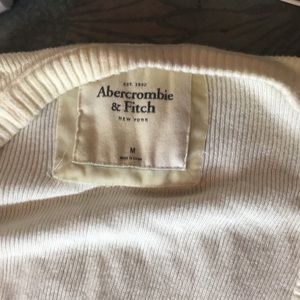 EST. 1892
Abercrombie
& Fitch
NEW YORK
M